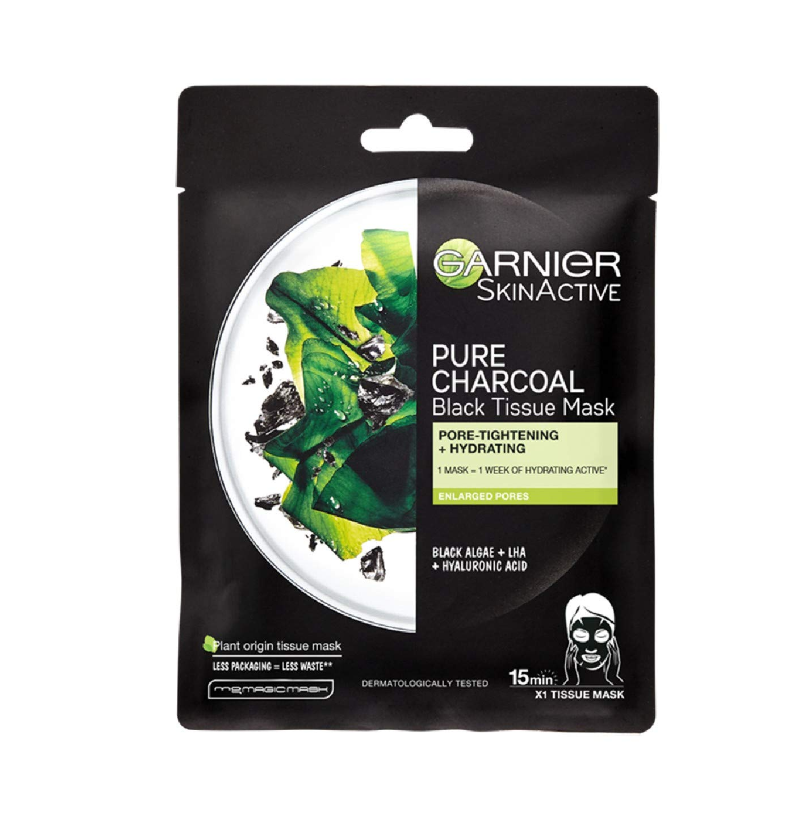 GARNIER
SKINACTIVE
PURE
CHARCOAL
Black Tissue Mask
PORE-TIGHTENING
+ HYDRATING
1 MASK = 1 WEEK OF HYDRATING ACTIVE*
ENLARGED PORES
BLACK ALGAE + LHA
+ HYALURONIC ACID
Plant origin tissue mask
LESS PACKAGING = LESS WASTE**
MAGIC MASK
DERMATOLOGICALLY TESTED
15min
X1 TISSUE MASK